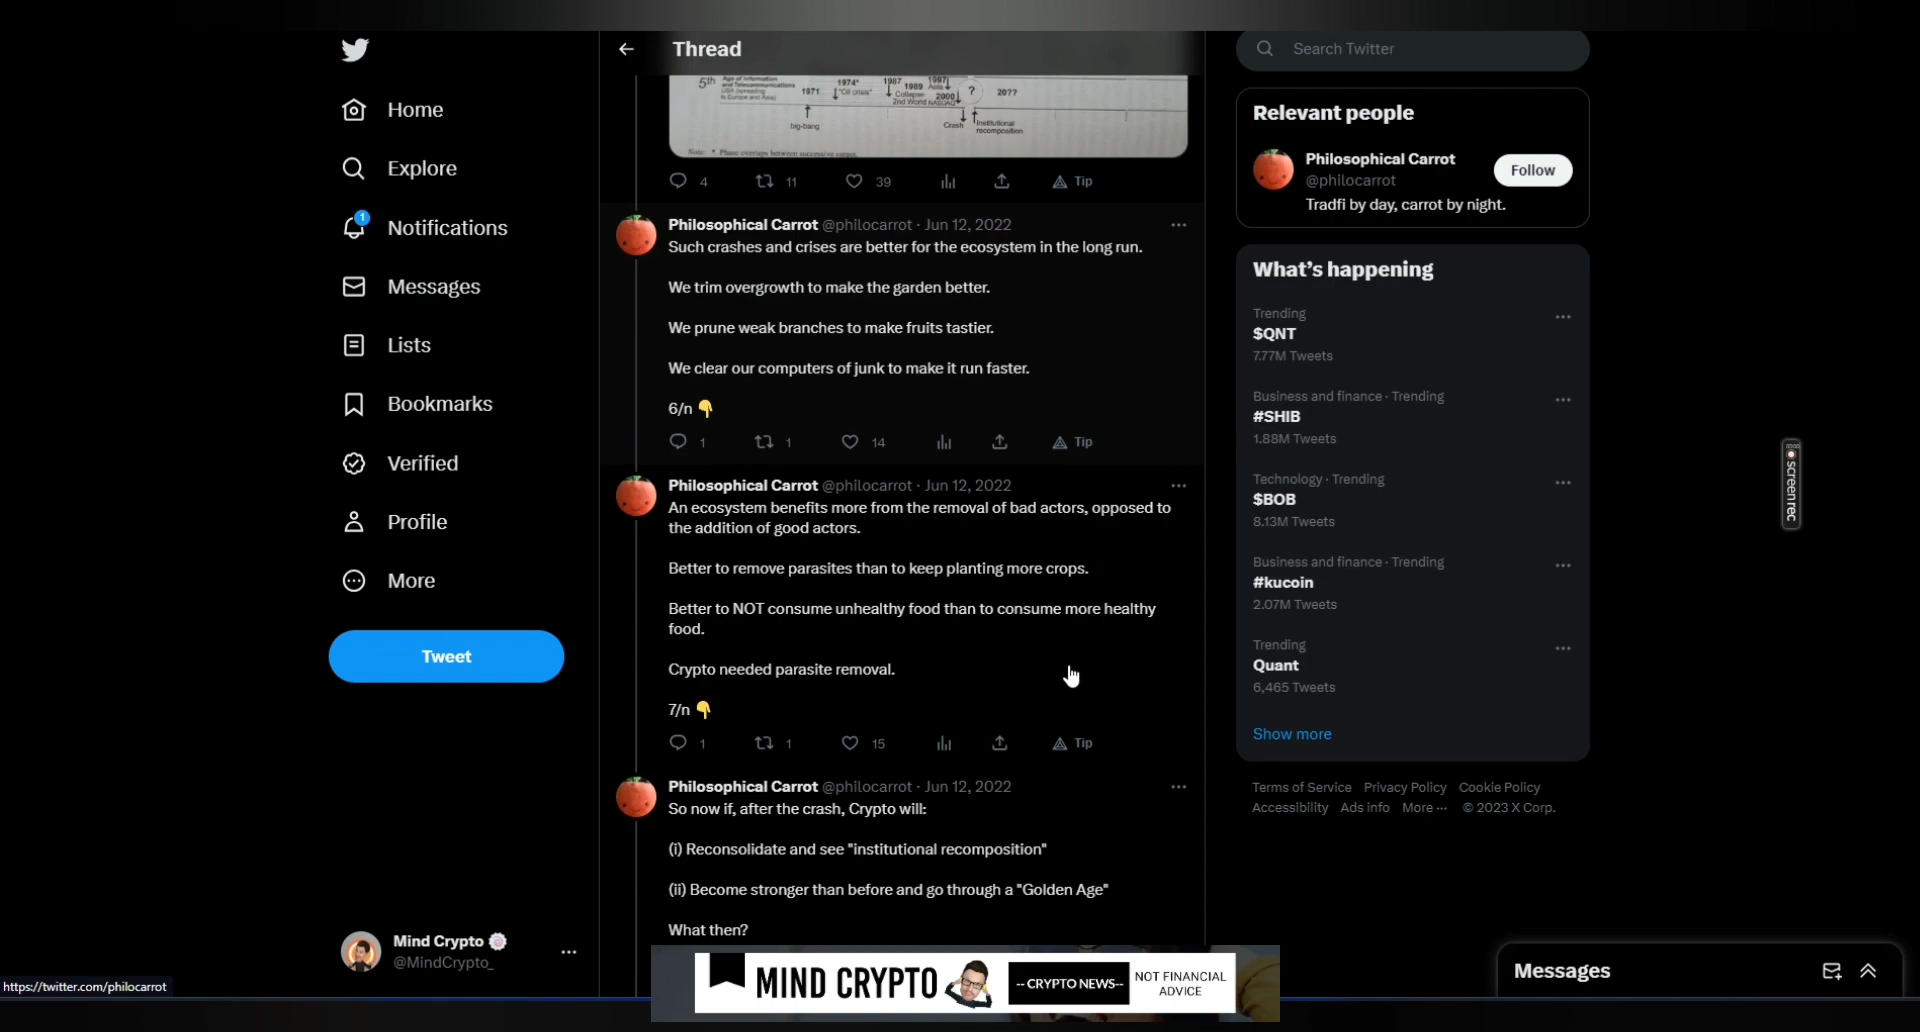 Home
Explore
1
Notifications
Messages
Lists
Bookmarks
Verified
Profile
More
Tweet
Mind Crypto
@MindCrypto_
https://twitter.com/philocarrot
Thread
5th
Age of Information
and Telecommunications
USA (spreading
to Europe and Asia)
1971
big-bang
1974*
"Oil crisis"
1987
1989
Collapse
2nd World
1997
Asia
2000
NASDAQ
?
20??
Crash
Institutional
recomposition
Note: * Phase overlaps between successive surges.
4 11 39 Tip
Philosophical Carrot @philocarrot · Jun 12, 2022
Such crashes and crises are better for the ecosystem in the long run.
We trim overgrowth to make the garden better.
We prune weak branches to make fruits tastier.
We clear our computers of junk to make it run faster.
6/n 👇
1 1 14 Tip
Philosophical Carrot @philocarrot · Jun 12, 2022
An ecosystem benefits more from the removal of bad actors, opposed to
the addition of good actors.
Better to remove parasites than to keep planting more crops.
Better to NOT consume unhealthy food than to consume more healthy
food.
Crypto needed parasite removal.
7/n 👇
1 1 15 Tip
Philosophical Carrot @philocarrot · Jun 12, 2022
So now if, after the crash, Crypto will:
(i) Reconsolidate and see "institutional recomposition"
(ii) Become stronger than before and go through a "Golden Age"
What then?
MIND CRYPTO
-- CRYPTO NEWS--
NOT FINANCIAL
ADVICE
Search Twitter
Relevant people
Philosophical Carrot
@philocarrot
Follow
Tradfi by day, carrot by night.
What's happening
Trending
$QNT
7.77M Tweets
Business and finance · Trending
#SHIB
1.88M Tweets
Technology · Trending
$BOB
8.13M Tweets
Business and finance · Trending
#kucoin
2.07M Tweets
Trending
Quant
6,465 Tweets
Show more
Terms of Service Privacy Policy Cookie Policy
Accessibility Ads info More ··· © 2023 X Corp.
Messages
screenrec